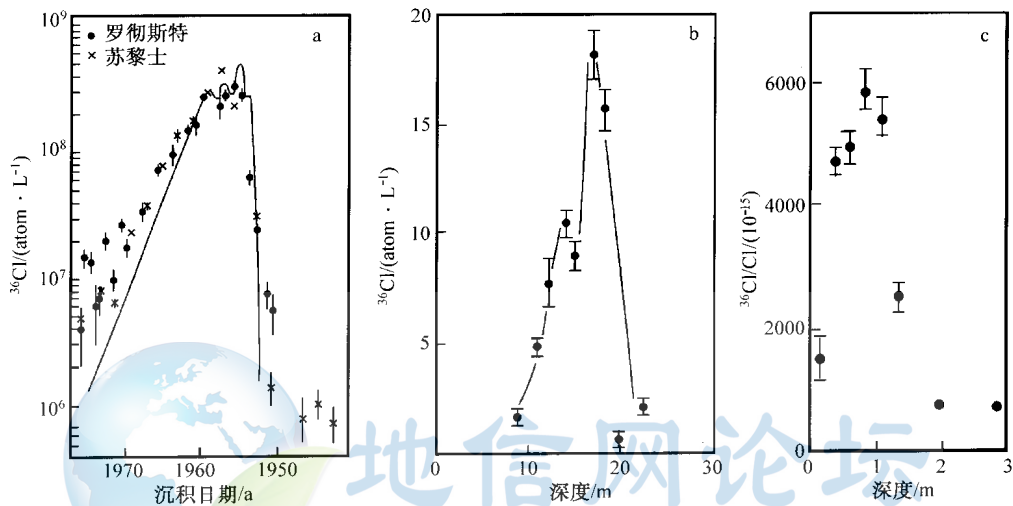 a
● 罗彻斯特
× 苏黎士
10⁹
10⁸
10⁷
10⁶
³⁶Cl/(atom · L⁻¹)
1970 1960 1950
沉积日期/a
b
20
15
10
5
³⁶Cl/(atom · L⁻¹)
0 10 20 30
深度/m
c
6000
4000
2000
0
³⁶Cl/Cl/(10⁻¹⁵)
0 1 2 3
深度/m
地信网论坛